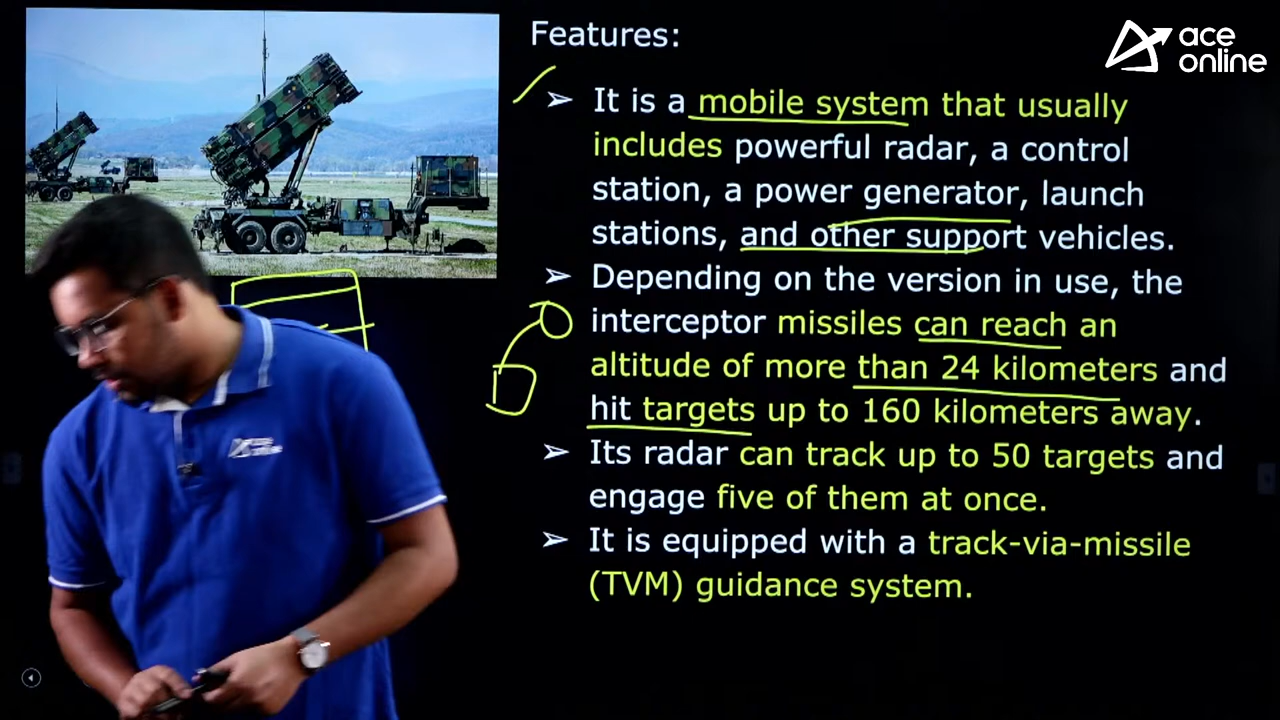 Features:
ace
online
➢ It is a mobile system that usually
includes powerful radar, a control
station, a power generator, launch
stations, and other support vehicles.
➢ Depending on the version in use, the
interceptor missiles can reach an
altitude of more than 24 kilometers and
hit targets up to 160 kilometers away.
➢ Its radar can track up to 50 targets and
engage five of them at once.
➢ It is equipped with a track-via-missile
(TVM) guidance system.
ace
online